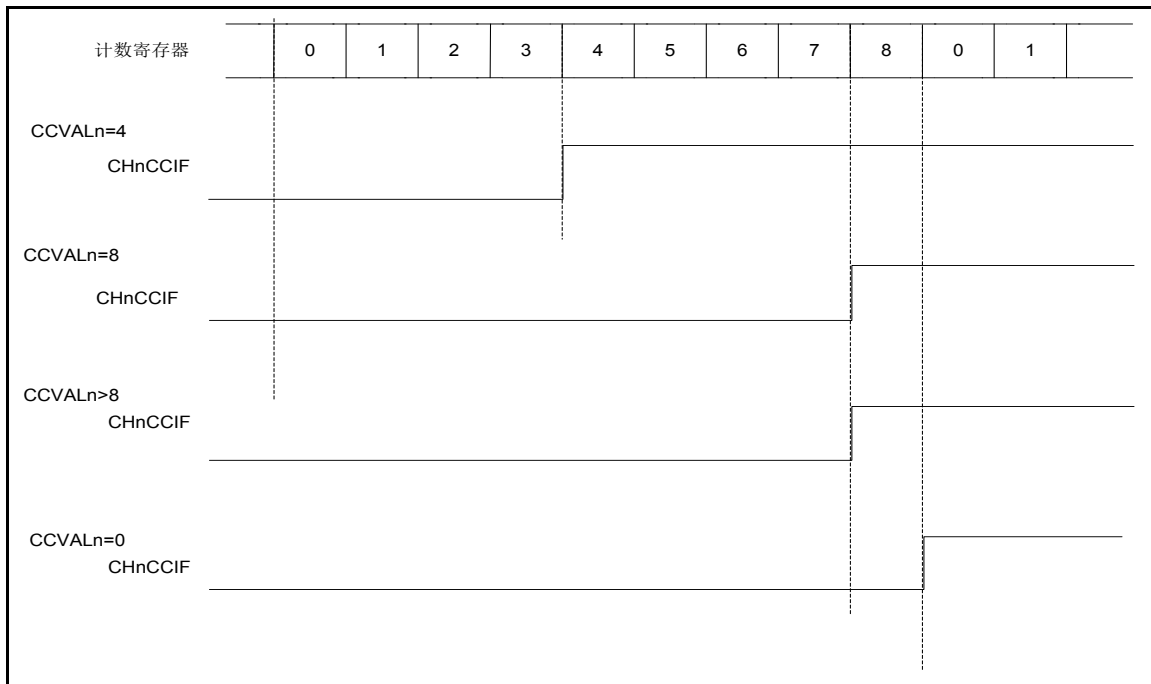 计数寄存器 0 1 2 3 4 5 6 7 8 0 1
CCVALn=4
CHnCCIF
CCVALn=8
CHnCCIF
CCVALn>8
CHnCCIF
CCVALn=0
CHnCCIF